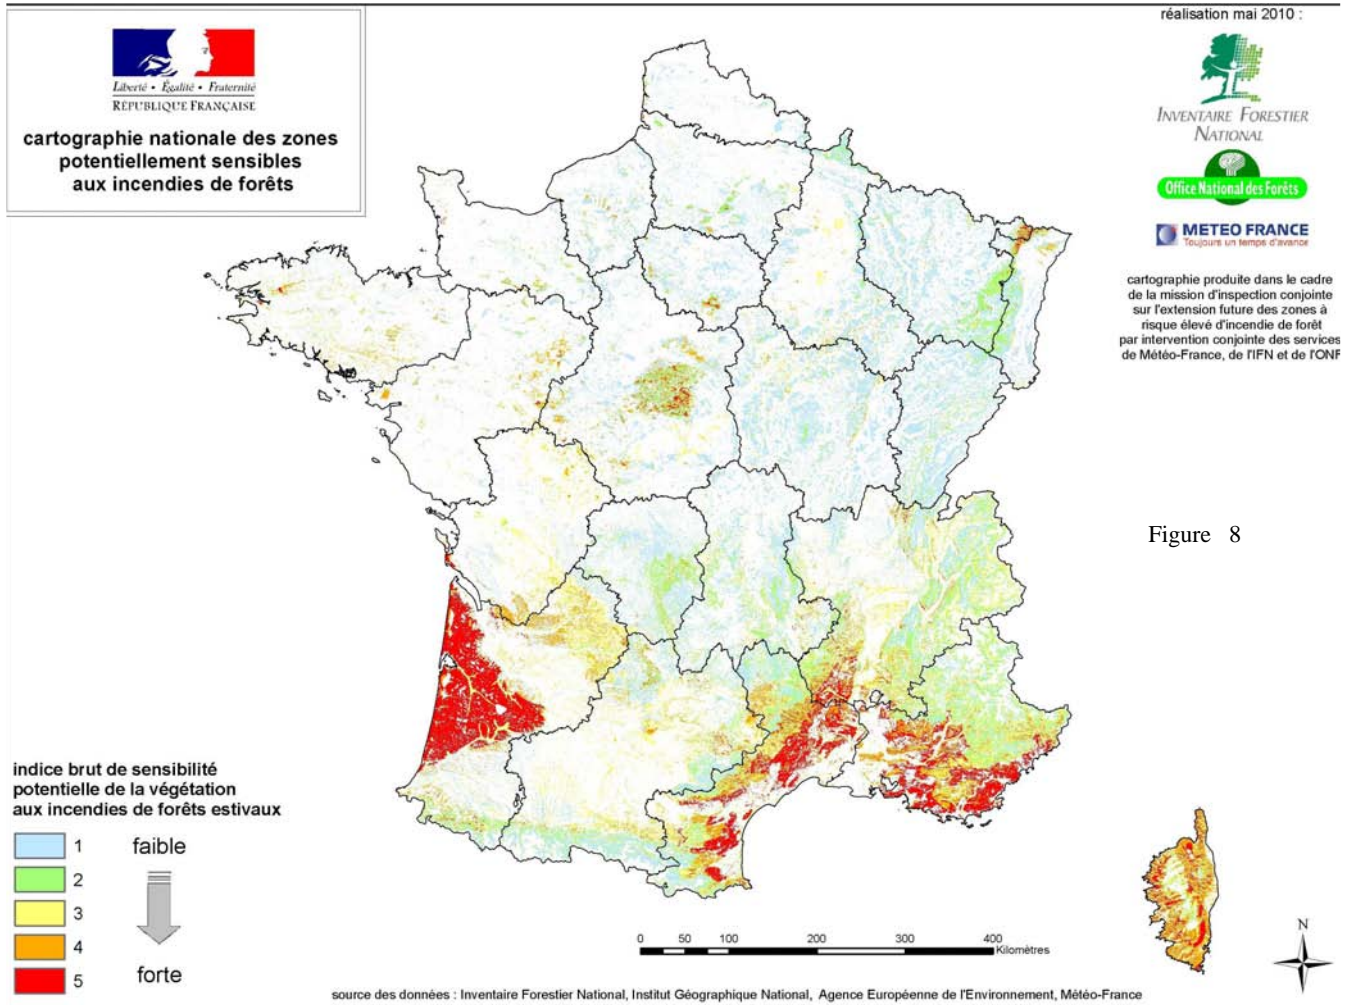 Liberté • Égalité • Fraternité
RÉPUBLIQUE FRANÇAISE
cartographie nationale des zones
potentiellement sensibles
aux incendies de forêts
réalisation mai 2010 :
INVENTAIRE FORESTIER
NATIONAL
Office National des Forêts
METEO FRANCE
Toujours un temps d'avance
cartographie produite dans le cadre
de la mission d'inspection conjointe
sur l'extension future des zones à
risque élevé d'incendie de forêt
par intervention conjointe des services
de Météo-France, de l'IFN et de l'ONF
Figure 8
indice brut de sensibilité
potentielle de la végétation
aux incendies de forêts estivaux
1 faible
2
3
4
5 forte
0 50 100 200 300 400
Kilomètres
N
source des données : Inventaire Forestier National, Institut Géographique National, Agence Européenne de l'Environnement, Météo-France